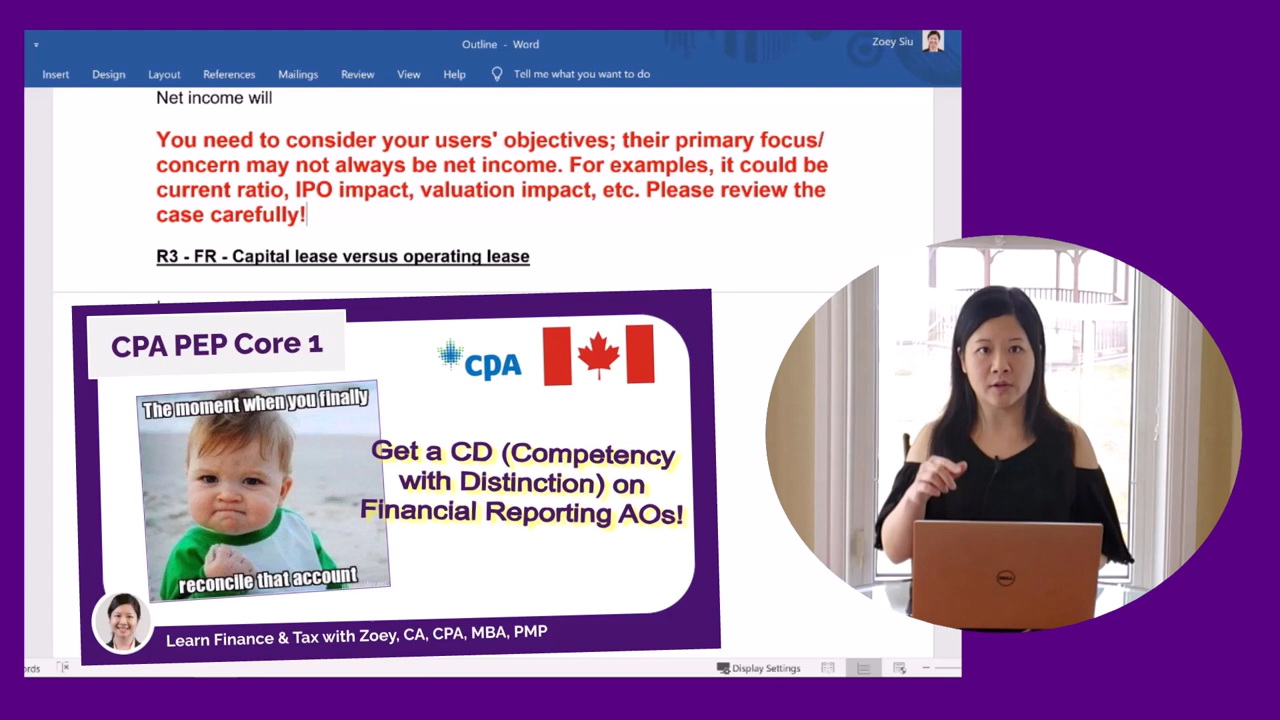 Outline - Word
Zoey Siu
Insert Design Layout References Mailings Review View Help Tell me what you want to do
Net income will
You need to consider your users' objectives; their primary focus/
concern may not always be net income. For examples, it could be
current ratio, IPO impact, valuation impact, etc. Please review the
case carefully!
R3 - FR - Capital lease versus operating lease
CPA PEP Core 1
CPA
The moment when you finally
reconcile that account
Get a CD (Competency
with Distinction) on
Financial Reporting AOs!
Learn Finance & Tax with Zoey, CA, CPA, MBA, PMP
DELL
Display Settings